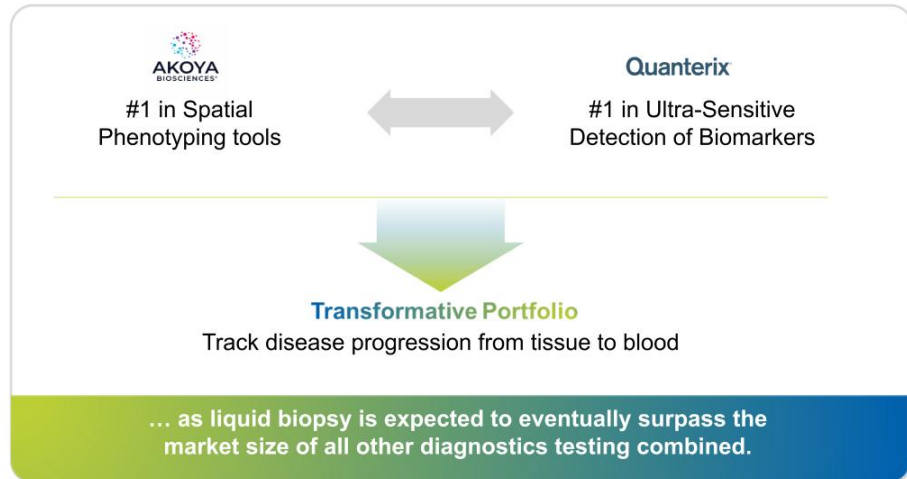 AKOYA
BIOSCIENCES
#1 in Spatial
Phenotyping tools
Quanterix
#1 in Ultra-Sensitive
Detection of Biomarkers
Transformative Portfolio
Track disease progression from tissue to blood
… as liquid biopsy is expected to eventually surpass the
market size of all other diagnostics testing combined.